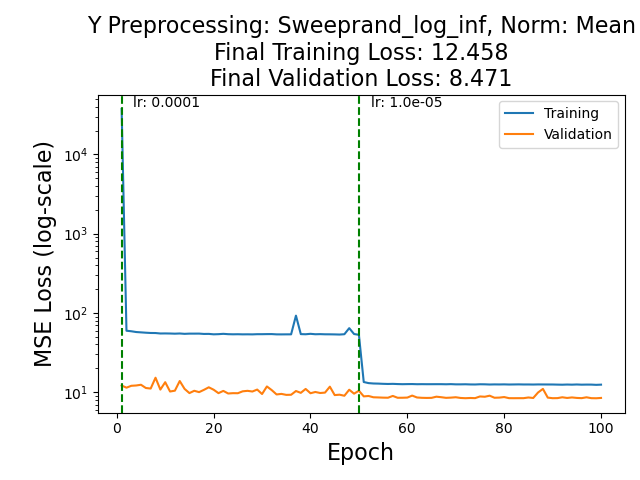 Y Preprocessing: Sweeprand_log_inf, Norm: Mean
Final Training Loss: 12.458
Final Validation Loss: 8.471
lr: 0.0001
lr: 1.0e-05
Training
Validation
MSE Loss (log-scale)
10^4
10^3
10^2
10^1
0 20 40 60 80 100
Epoch